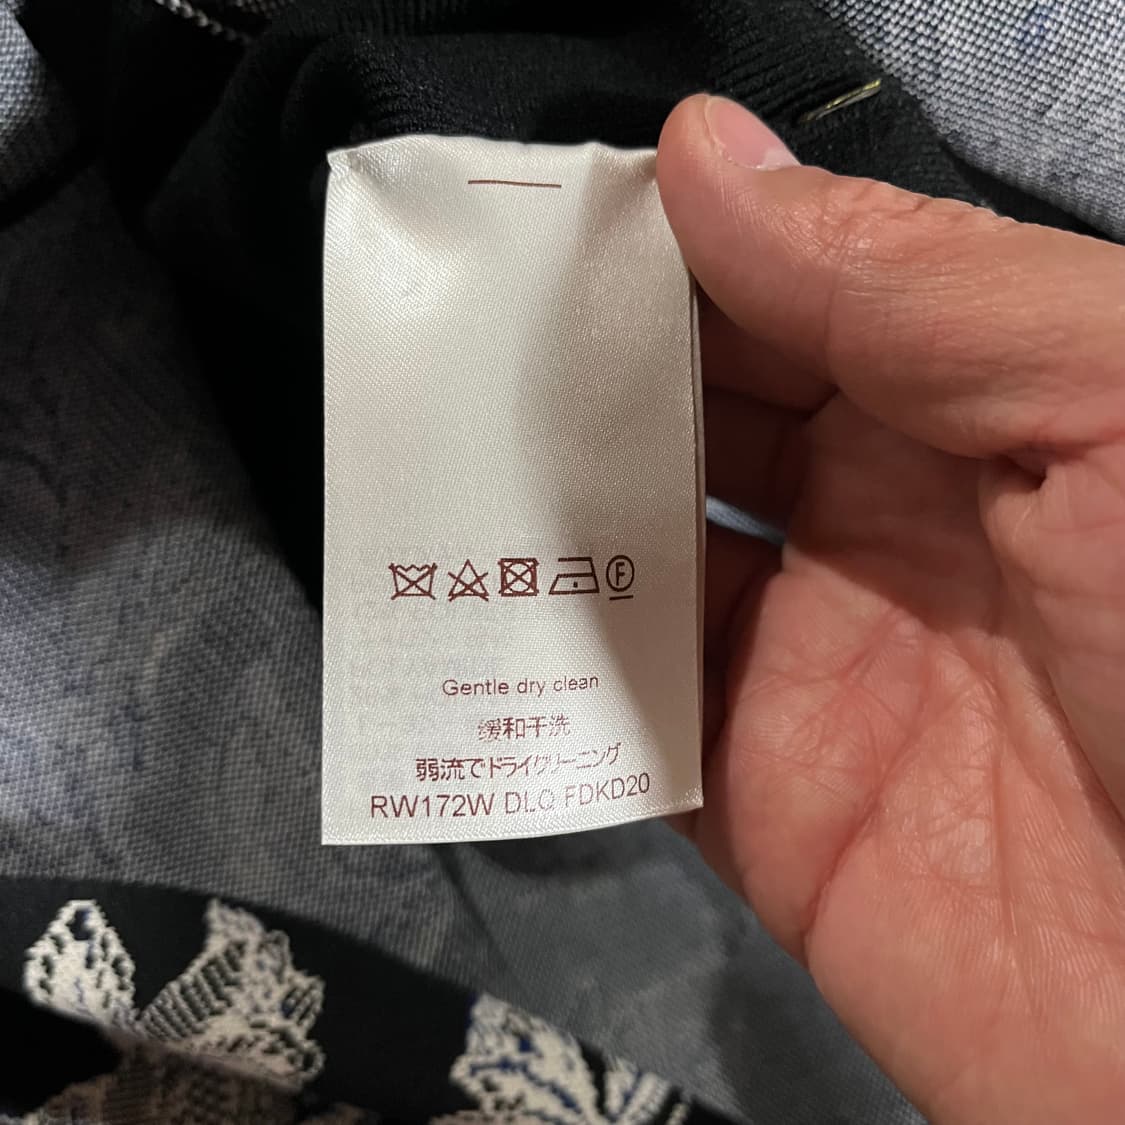 F
Gentle dry clean
缓和干洗
弱流でドライクリーニング
RW172W DLQ FDKD20